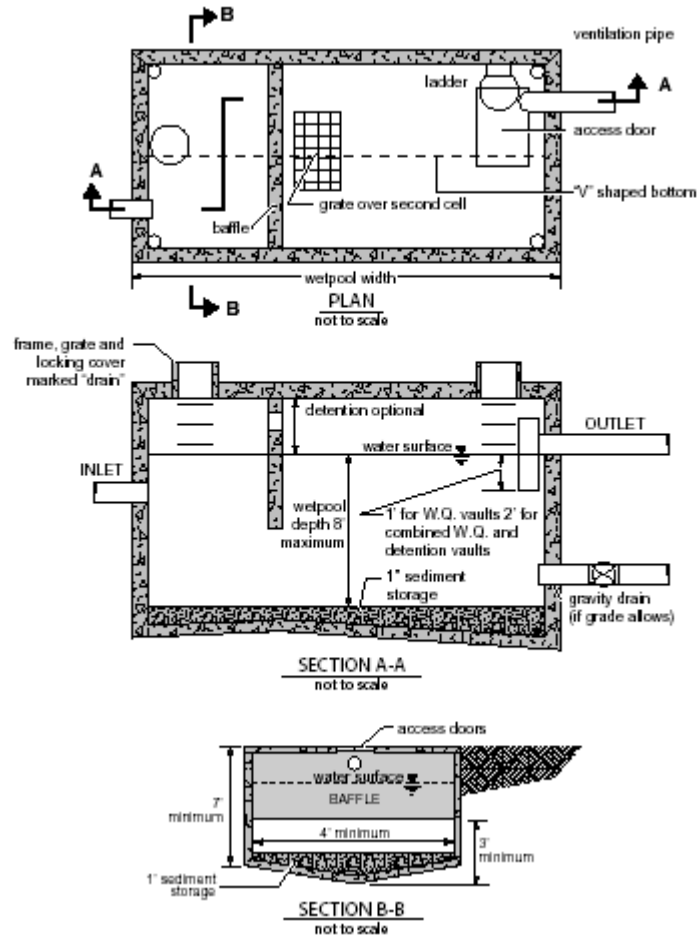 B
ventilation pipe
ladder
A
access door
A
"V" shaped bottom
grate over second cell
baffle
wetpool width
B
PLAN
not to scale
frame, grate and
locking cover
marked "drain"
detention optional
water surface
OUTLET
INLET
wetpool
depth 8'
maximum
1' for W.Q. vaults 2' for
combined W.Q. and
detention vaults
1" sediment
storage
gravity drain
(if grade allows)
SECTION A-A
not to scale
access doors
water surface
BAFFLE
7'
minimum
4' minimum
3'
minimum
1' sediment
storage
SECTION B-B
not to scale